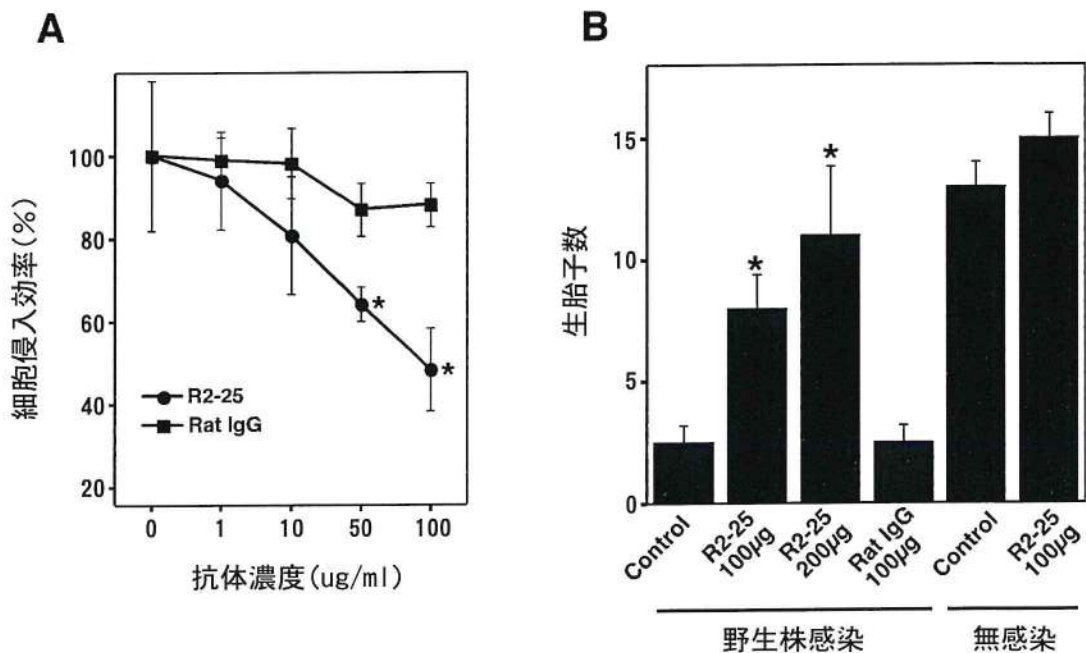 A
細胞侵入効率(%)
100
80
60
40
20
R2-25
Rat IgG
0 1 10 50 100
抗体濃度(ug/ml)
B
生胎子数
15
10
5
0
*
*
*
*
Control
R2-25
100μg
R2-25
200μg
Rat IgG
100μg
Control
R2-25
100μg
野生株感染
無感染